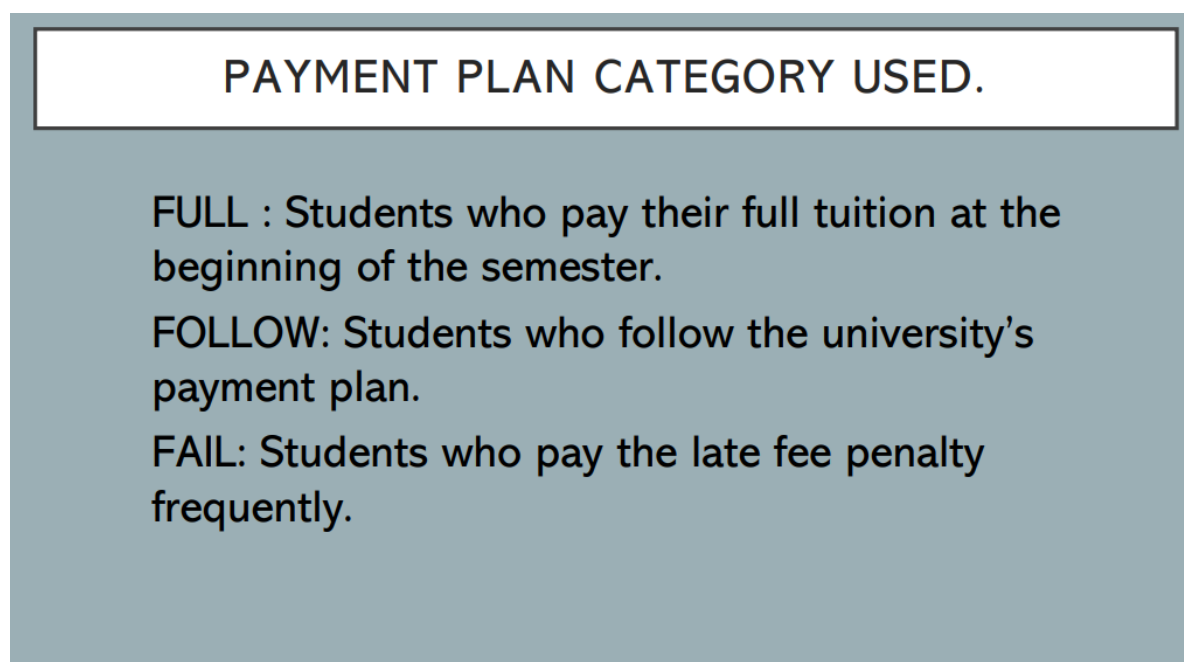 PAYMENT PLAN CATEGORY USED.
FULL : Students who pay their full tuition at the
beginning of the semester.
FOLLOW: Students who follow the university’s
payment plan.
FAIL: Students who pay the late fee penalty
frequently.